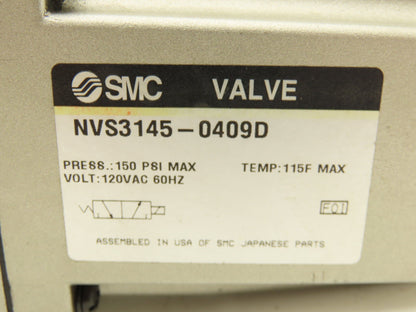 SMC VALVE
NVS3145-0409D
PRESS.:150 PSI MAX TEMP:115F MAX
VOLT:120VAC 60HZ
FOI
ASSEMBLED IN USA OF SMC JAPANESE PARTS